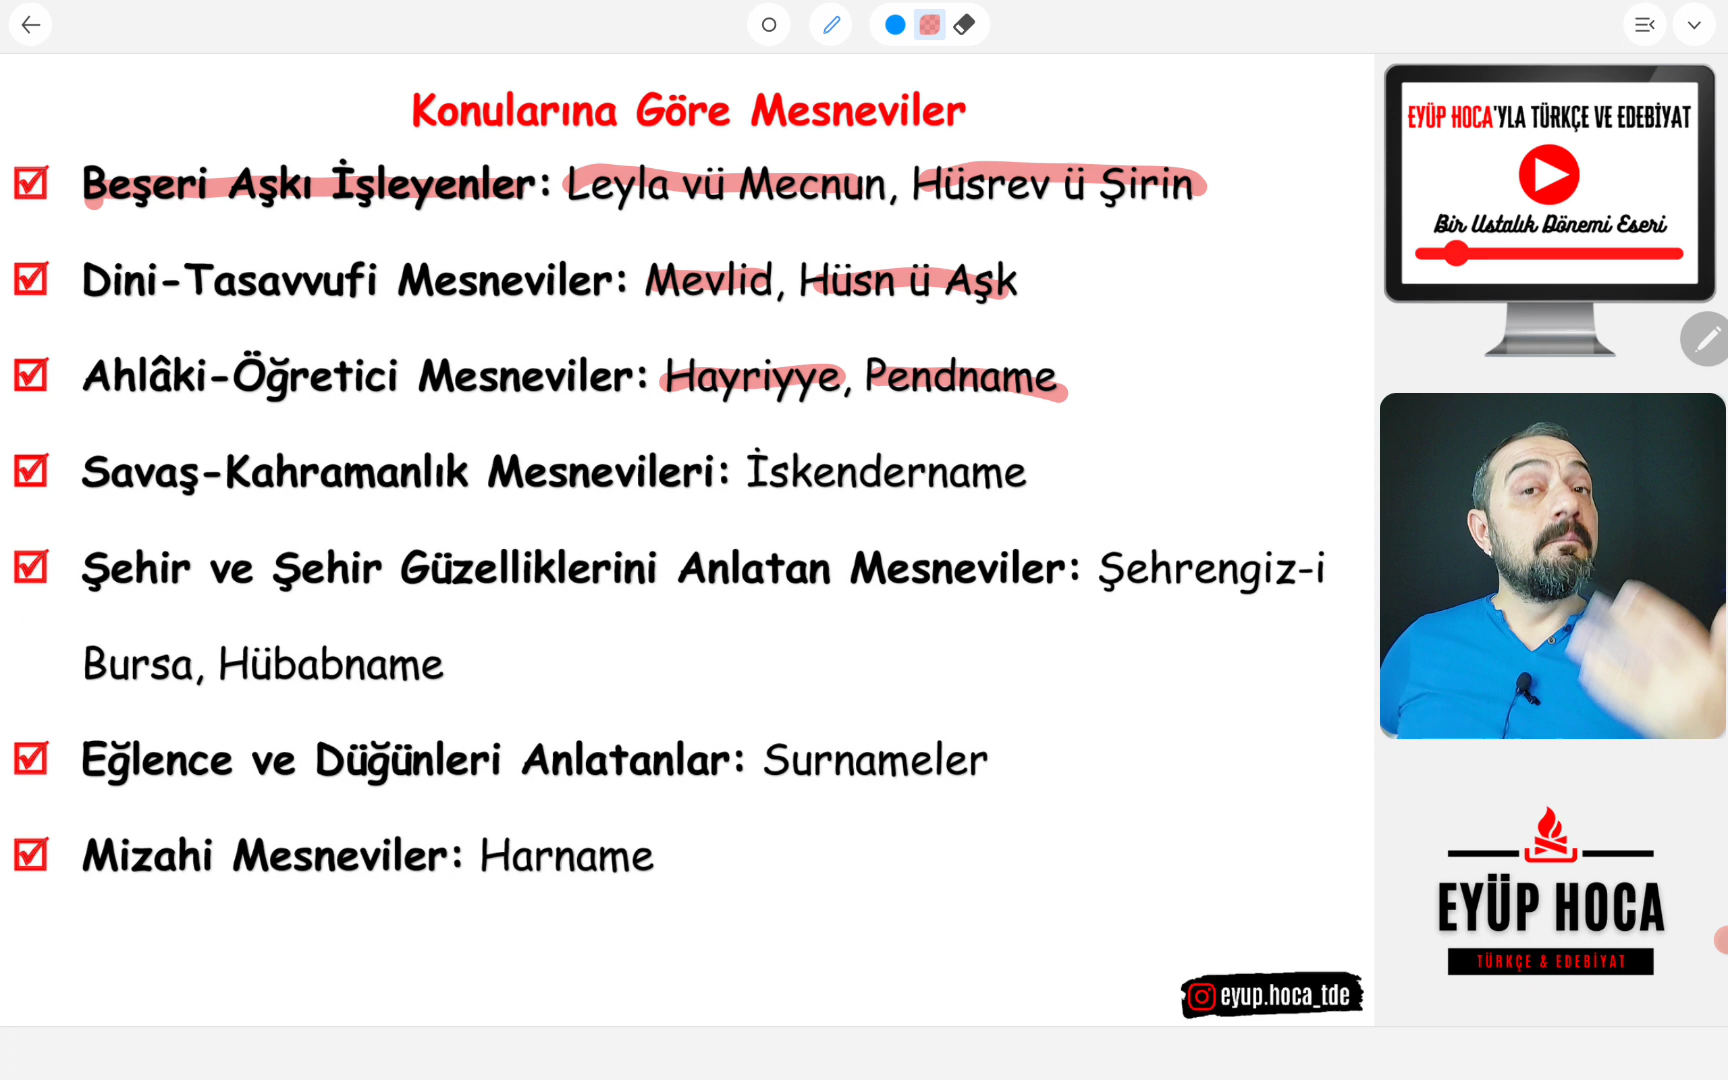 Konularına Göre Mesneviler
Beşeri Aşkı İşleyenler: Leyla vü Mecnun, Hüsrev ü Şirin
Dini-Tasavvufi Mesneviler: Mevlid, Hüsn ü Aşk
Ahlâki-Öğretici Mesneviler: Hayriyye, Pendname
Savaş-Kahramanlık Mesnevileri: İskendername
Şehir ve Şehir Güzelliklerini Anlatan Mesneviler: Şehrengiz-i
Bursa, Hübabname
Eğlence ve Düğünleri Anlatanlar: Surnameler
Mizahi Mesneviler: Harname
eyup.hoca_tde
EYÜP HOCA'YLA TÜRKÇE VE EDEBİYAT
Bir Ustalık Dönemi Eseri
EYÜP HOCA
TÜRKÇE & EDEBİYAT